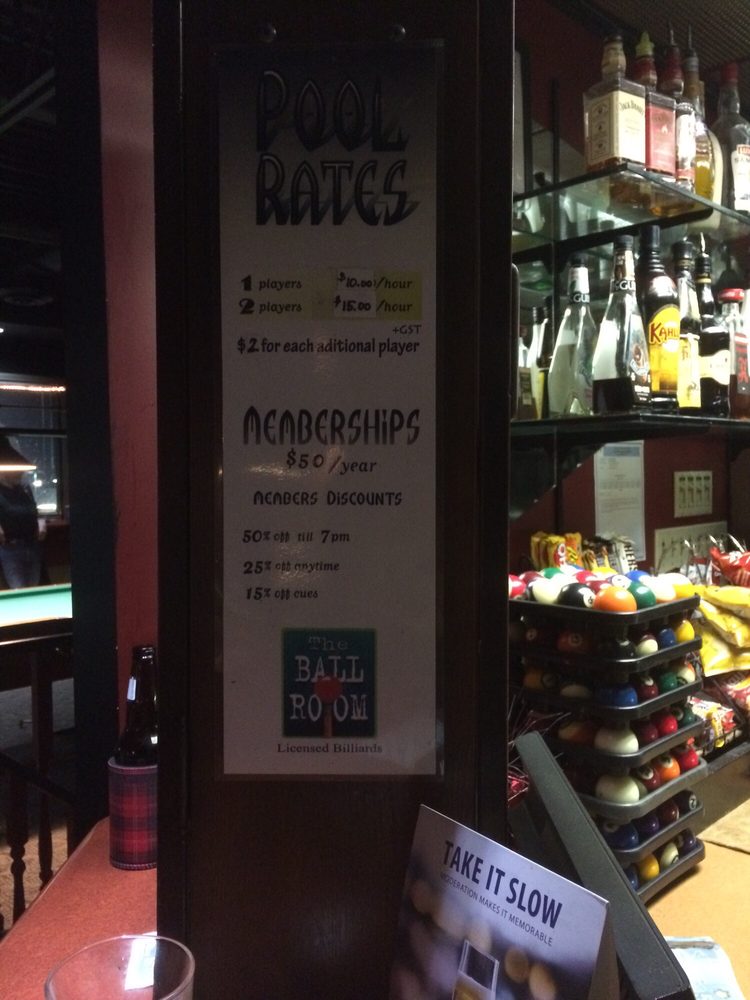 POOL
RATES
1 players $10.00/hour
2 players $15.00/hour
+GST
$2 for each aditional player
MEMBERSHiPS
$50/year
MEMBERS DISCOUNTS
50% off till 7pm
25% off anytime
15% off cues
The
BALL
ROOM
Licensed Billiards
TAKE IT SLOW
MODERATION MAKES IT MEMORABLE
JACK DANIEL'S
KAHLÚA